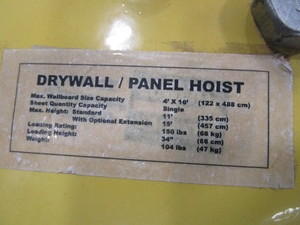 DRYWALL / PANEL HOIST
Max. Wallboard Size Capacity 4' X 16' (122 x 488 cm)
Sheet Quantity Capacity Single
Max. Height: Standard 11' (335 cm)
With Optional Extension 15' (457 cm)
Loading Rating: 150 lbs (68 kg)
Loading Height: 34" (86 cm)
Weight: 104 lbs (47 kg)